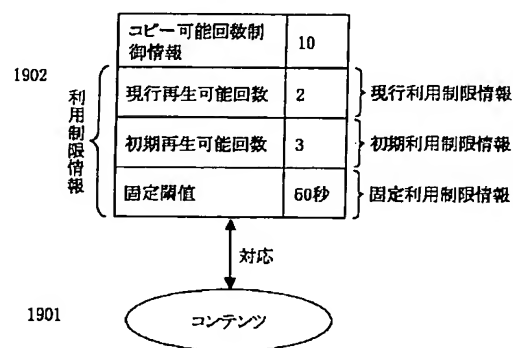 コピー可能回数制
御情報
10
1902
利用制限情報
現行再生可能回数
2
現行利用制限情報
初期再生可能回数
3
初期利用制限情報
固定閾値
60秒
固定利用制限情報
対応
1901
コンテンツ